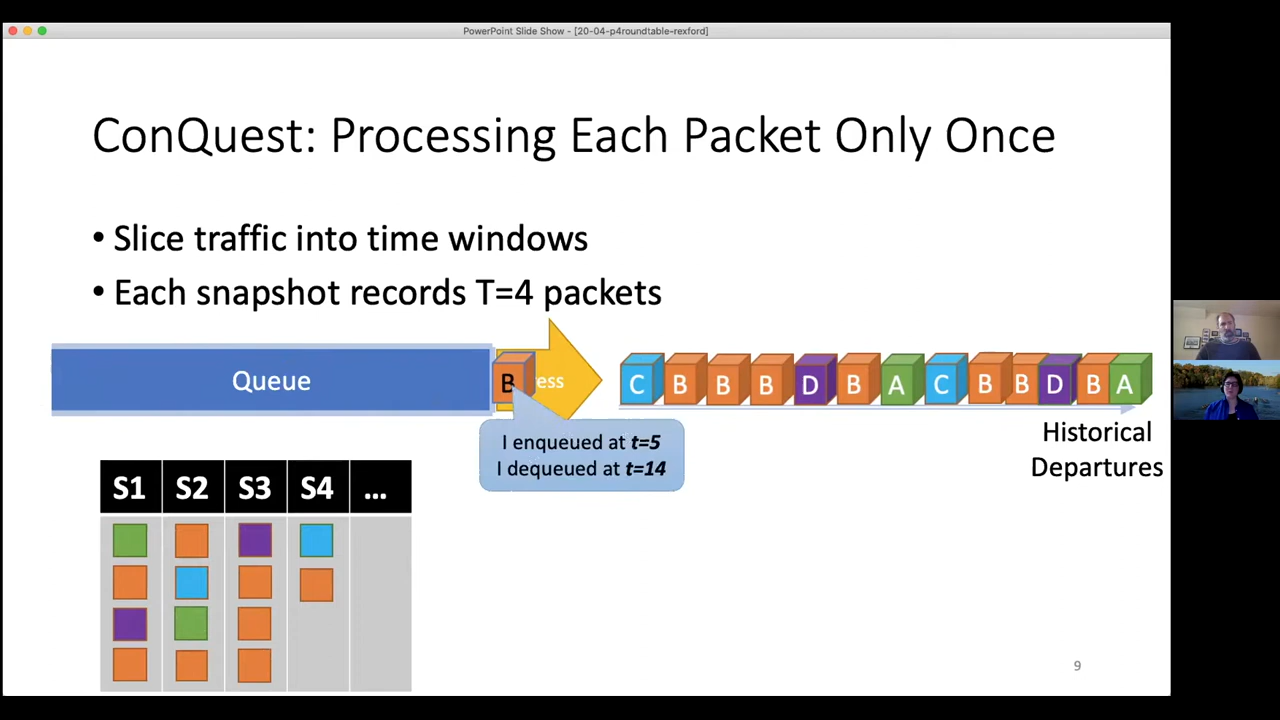 PowerPoint Slide Show - [20-04-p4roundtable-rexford]
ConQuest: Processing Each Packet Only Once
• Slice traffic into time windows
• Each snapshot records T=4 packets
Queue
B
ess
C B B B D B A C B B D B A
I enqueued at t=5
I dequeued at t=14
Historical
Departures
S1 S2 S3 S4 ...
9